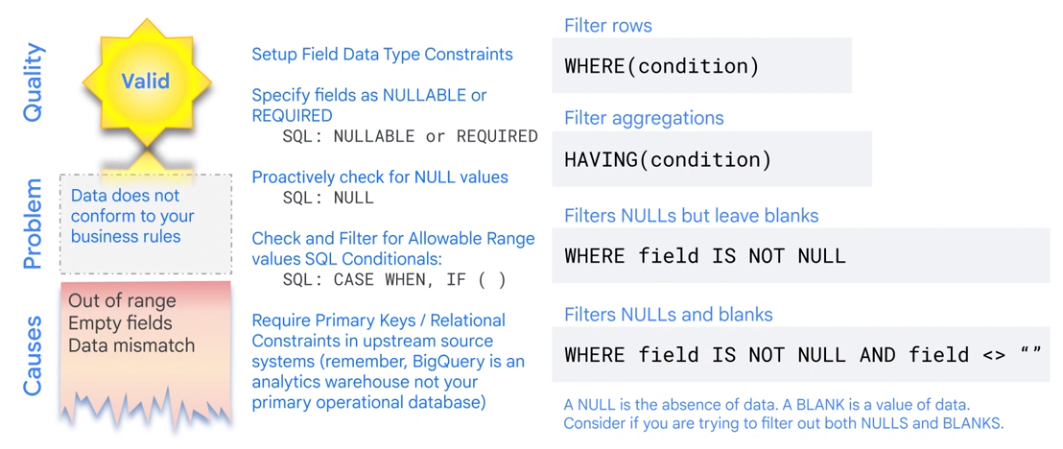 Quality
Valid
Problem
Data does not
conform to your
business rules
Causes
Out of range
Empty fields
Data mismatch
Setup Field Data Type Constraints
Specify fields as NULLABLE or
REQUIRED
SQL: NULLABLE or REQUIRED
Proactively check for NULL values
SQL: NULL
Check and Filter for Allowable Range
values SQL Conditionals:
SQL: CASE WHEN, IF ( )
Require Primary Keys / Relational
Constraints in upstream source
systems (remember, BigQuery is an
analytics warehouse not your
primary operational database)
Filter rows
WHERE(condition)
Filter aggregations
HAVING(condition)
Filters NULLs but leave blanks
WHERE field IS NOT NULL
Filters NULLs and blanks
WHERE field IS NOT NULL AND field <> “”
A NULL is the absence of data. A BLANK is a value of data.
Consider if you are trying to filter out both NULLS and BLANKS.